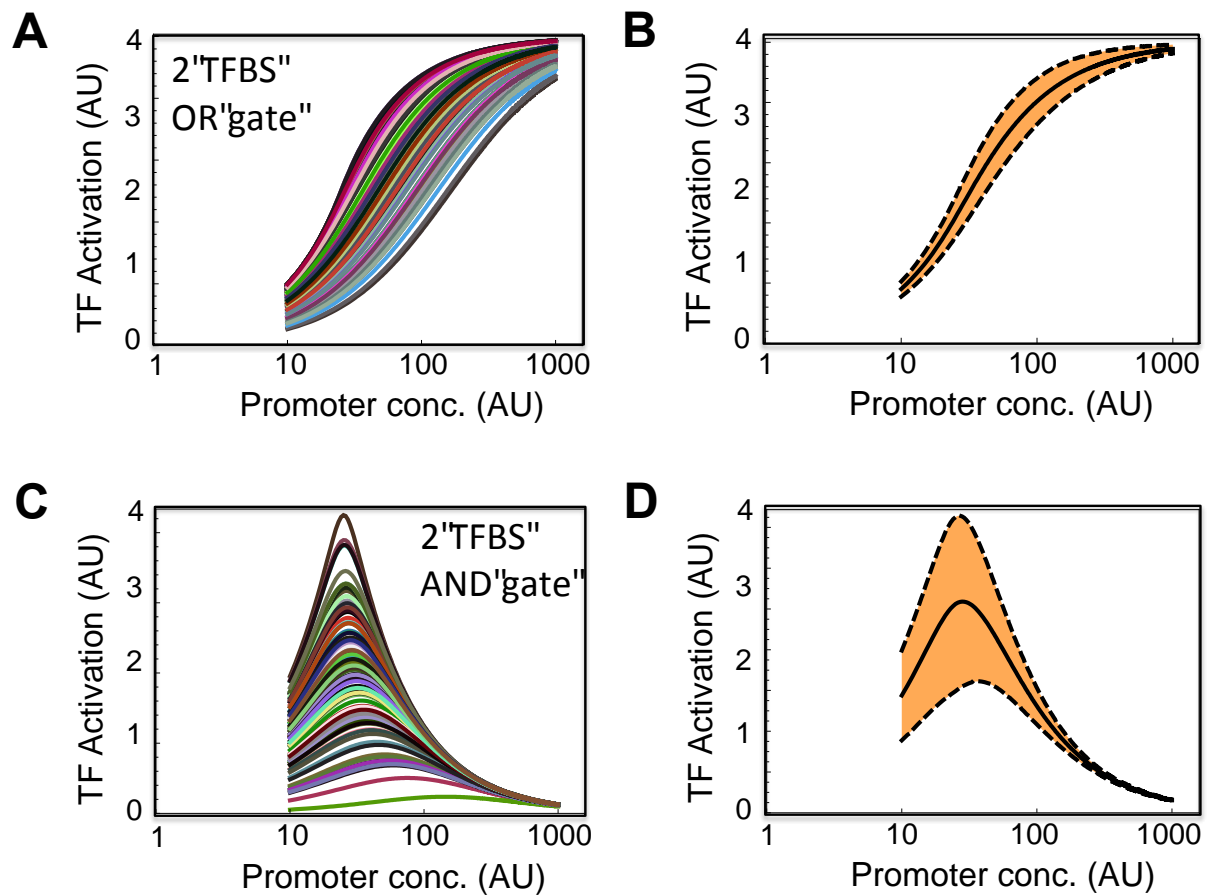 A
TF Activation (AU)
4
3
2
1
0
2"TFBS"
OR"gate"
1
10
100
1000
Promoter conc. (AU)
B
TF Activation (AU)
4
3
2
1
0
1
10
100
1000
Promoter conc. (AU)
C
TF Activation (AU)
4
3
2
1
0
2"TFBS"
AND"gate"
1
10
100
1000
Promoter conc. (AU)
D
TF Activation (AU)
4
3
2
1
0
1
10
100
1000
Promoter conc. (AU)